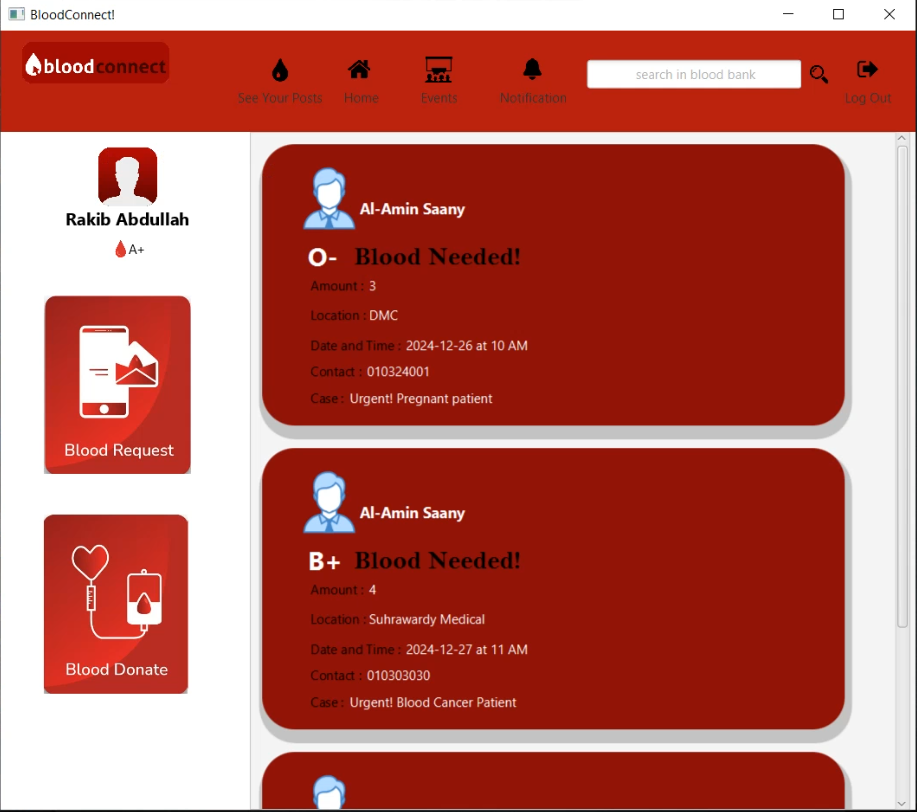 BloodConnect!
bloodconnect
See Your Posts
Home
Events
Notification
search in blood bank
Log Out
Rakib Abdullah
A+
Blood Request
Blood Donate
Al-Amin Saany
O- Blood Needed!
Amount : 3
Location : DMC
Date and Time : 2024-12-26 at 10 AM
Contact : 010324001
Case : Urgent! Pregnant patient
Al-Amin Saany
B+ Blood Needed!
Amount : 4
Location : Suhrawardy Medical
Date and Time : 2024-12-27 at 11 AM
Contact : 010303030
Case : Urgent! Blood Cancer Patient